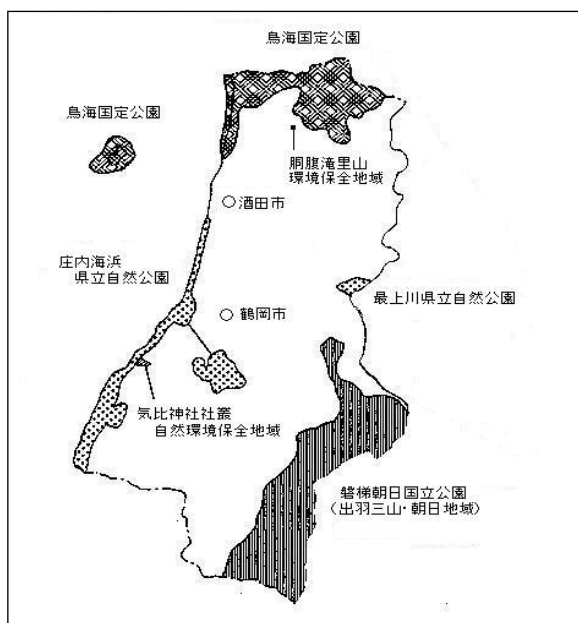 鳥海国定公園
鳥海国定公園
胴腹滝里山
環境保全地域
酒田市
庄内海浜
県立自然公園
最上川県立自然公園
鶴岡市
気比神社社叢
自然環境保全地域
磐梯朝日国立公園
(出羽三山・朝日地域)